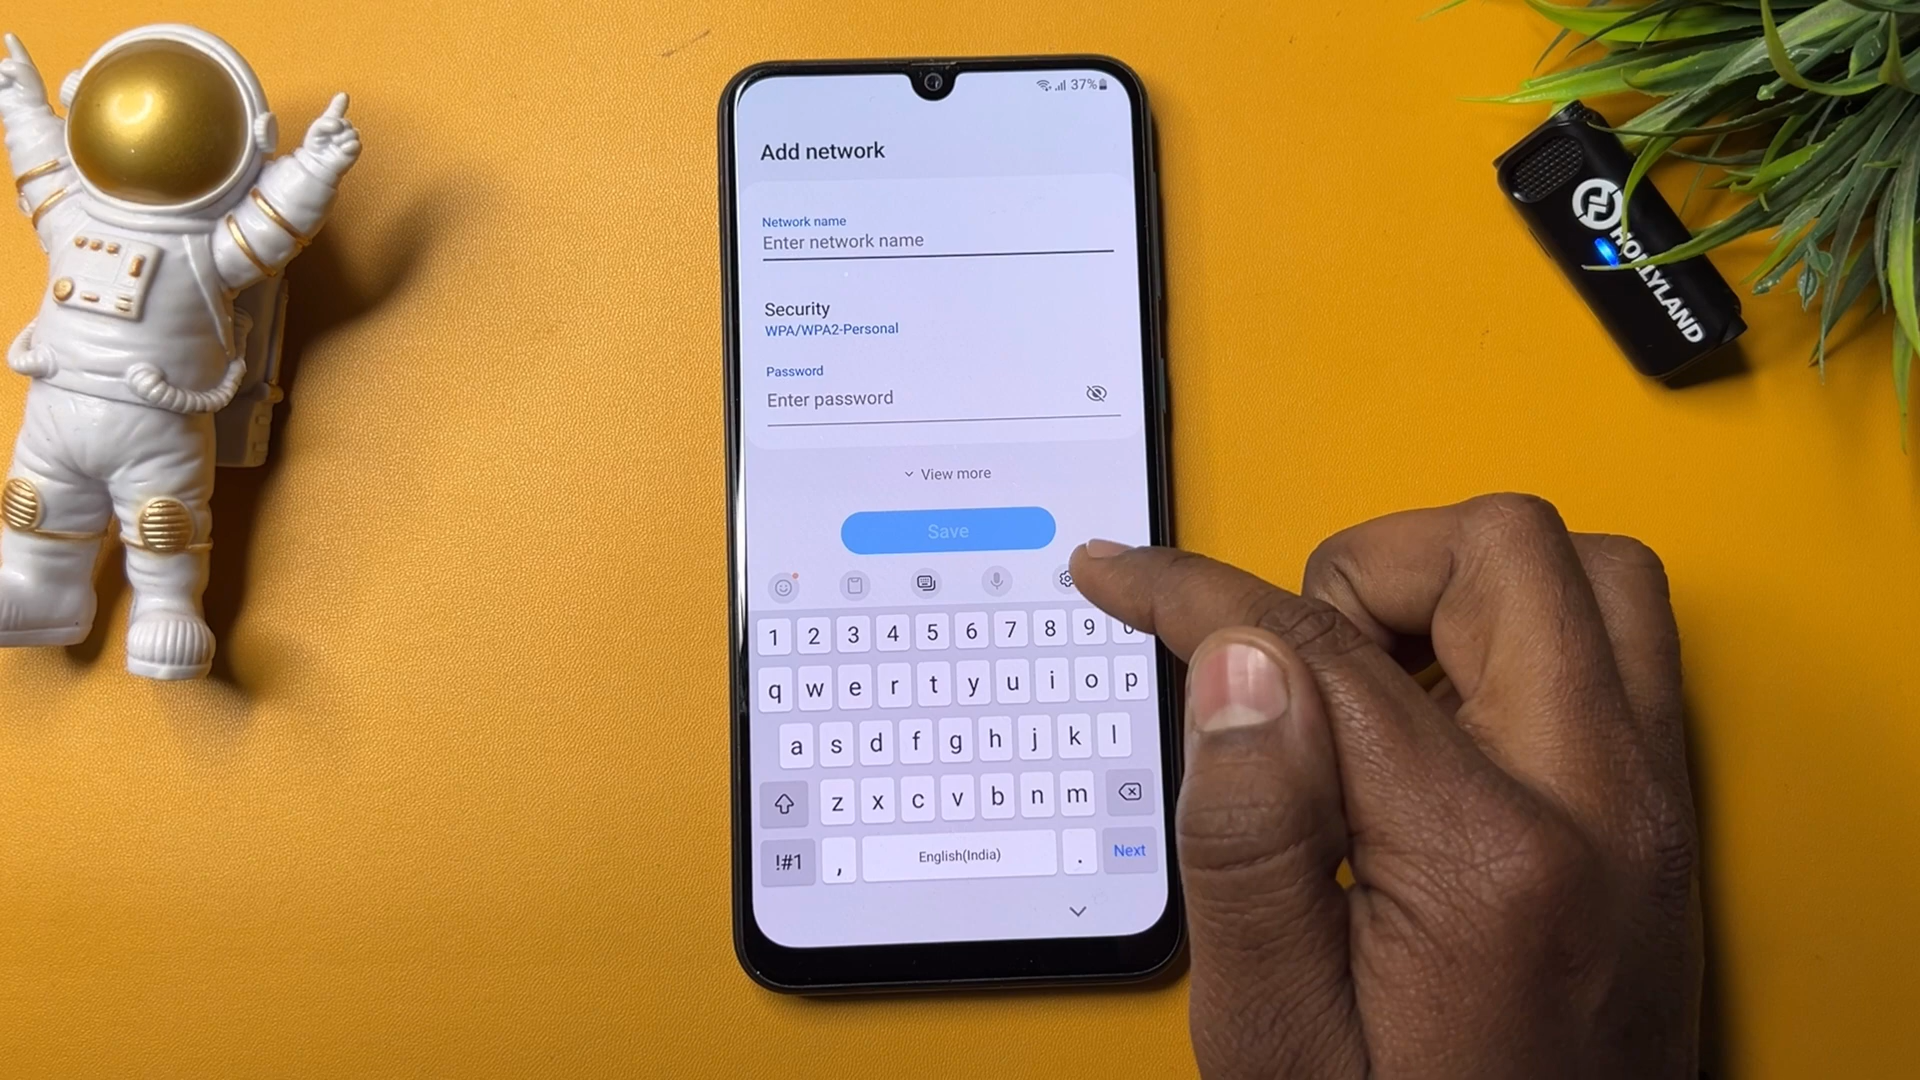 37%
Add network
Network name
Enter network name
Security
WPA/WPA2-Personal
Password
Enter password
View more
Save
1 2 3 4 5 6 7 8 9 0
q w e r t y u i o p
a s d f g h j k l
z x c v b n m
!#1 , English(India) . Next
HOLLYLAND